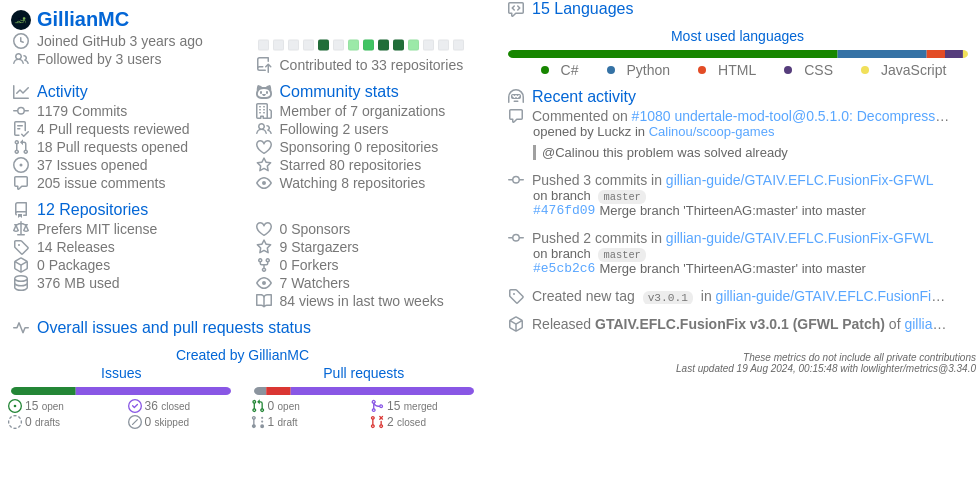 GillianMC
Joined GitHub 3 years ago
Followed by 3 users
Contributed to 33 repositories
Activity
1179 Commits
4 Pull requests reviewed
18 Pull requests opened
37 Issues opened
205 issue comments
Community stats
Member of 7 organizations
Following 2 users
Sponsoring 0 repositories
Starred 80 repositories
Watching 8 repositories
12 Repositories
Prefers MIT license
14 Releases
0 Packages
376 MB used
0 Sponsors
9 Stargazers
0 Forkers
7 Watchers
84 views in last two weeks
Overall issues and pull requests status
Created by GillianMC
Issues
15 open
36 closed
0 drafts
0 skipped
Pull requests
0 open
15 merged
1 draft
2 closed
15 Languages
Most used languages
C# Python HTML CSS JavaScript
Recent activity
Commented on #1080 undertale-mod-tool@0.5.1.0: Decompress…
opened by Luckz in Calinou/scoop-games
@Calinou this problem was solved already
Pushed 3 commits in gillian-guide/GTAIV.EFLC.FusionFix-GFWL
on branch master
#476fd09 Merge branch 'ThirteenAG:master' into master
Pushed 2 commits in gillian-guide/GTAIV.EFLC.FusionFix-GFWL
on branch master
#e5cb2c6 Merge branch 'ThirteenAG:master' into master
Created new tag v3.0.1 in gillian-guide/GTAIV.EFLC.FusionFi…
Released GTAIV.EFLC.FusionFix v3.0.1 (GFWL Patch) of gillia…
These metrics do not include all private contributions
Last updated 19 Aug 2024, 00:15:48 with lowlighter/metrics@3.34.0